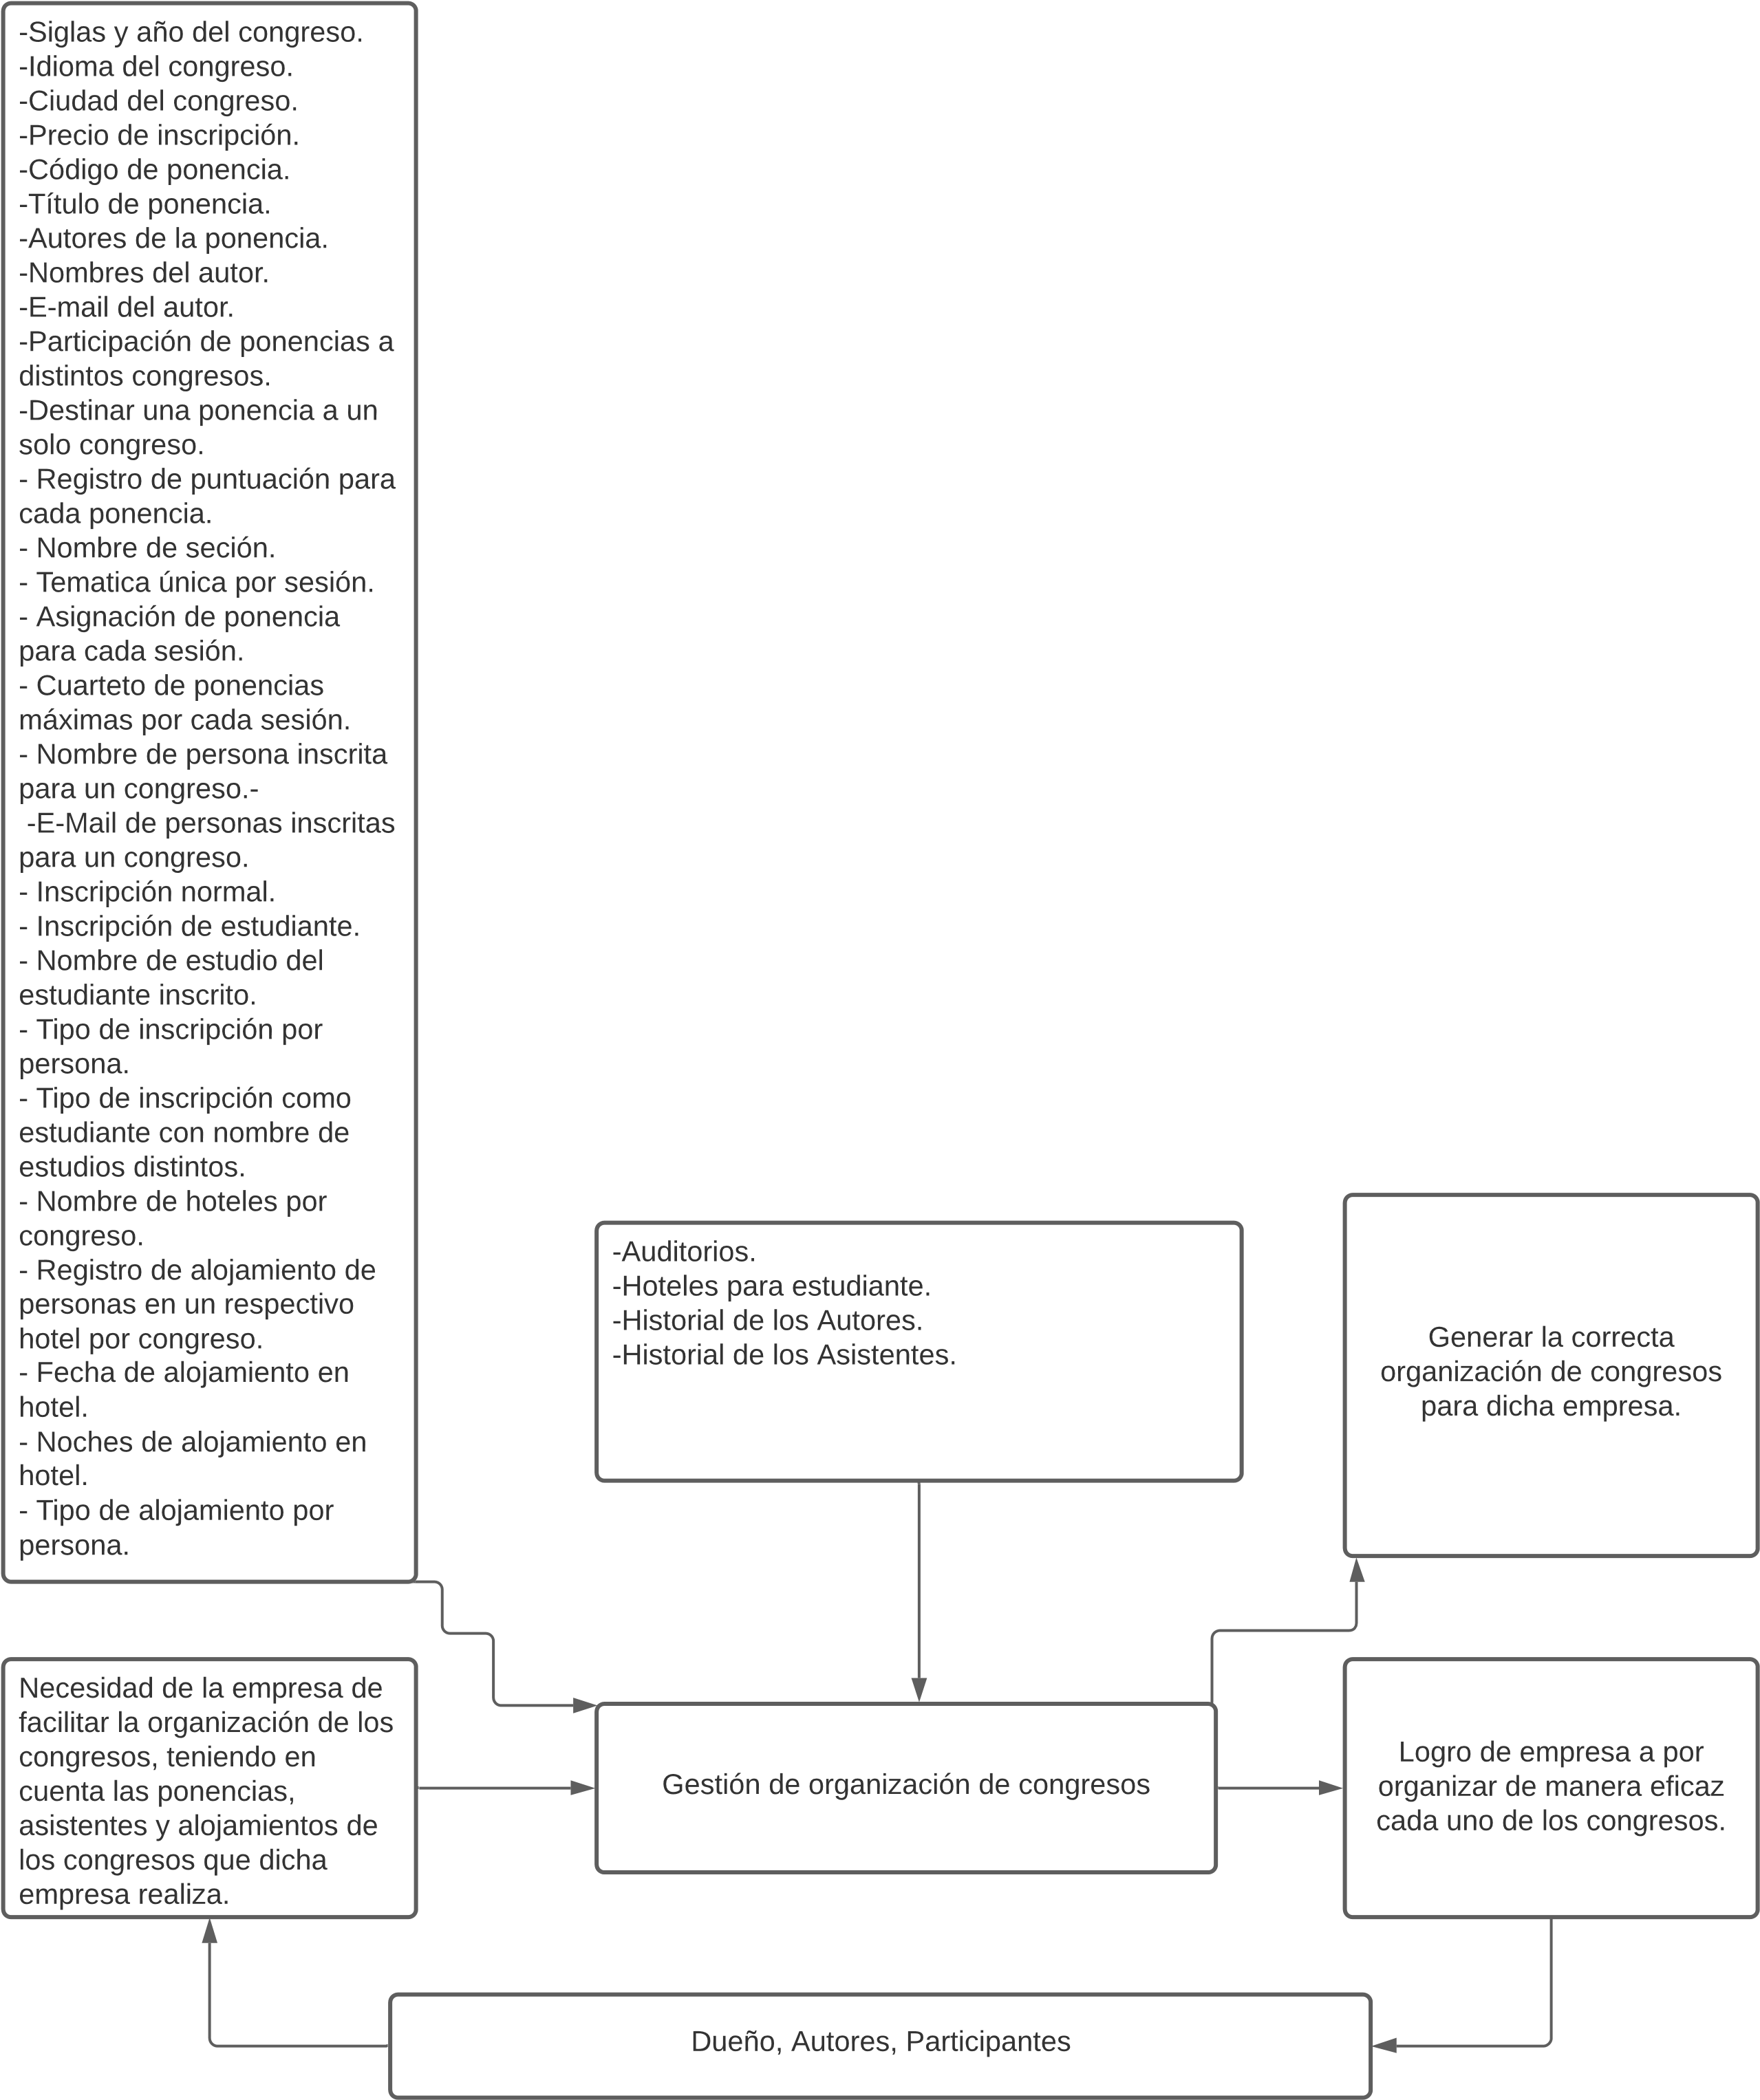 -Siglas y año del congreso.
-Idioma del congreso.
-Ciudad del congreso.
-Precio de inscripción.
-Código de ponencia.
-Título de ponencia.
-Autores de la ponencia.
-Nombres del autor.
-E-mail del autor.
-Participación de ponencias a
distintos congresos.
-Destinar una ponencia a un
solo congreso.
- Registro de puntuación para
cada ponencia.
- Nombre de seción.
- Tematica única por sesión.
- Asignación de ponencia
para cada sesión.
- Cuarteto de ponencias
máximas por cada sesión.
- Nombre de persona inscrita
para un congreso.-
-E-Mail de personas inscritas
para un congreso.
- Inscripción normal.
- Inscripción de estudiante.
- Nombre de estudio del
estudiante inscrito.
- Tipo de inscripción por
persona.
- Tipo de inscripción como
estudiante con nombre de
estudios distintos.
- Nombre de hoteles por
congreso.
- Registro de alojamiento de
personas en un respectivo
hotel por congreso.
- Fecha de alojamiento en
hotel.
- Noches de alojamiento en
hotel.
- Tipo de alojamiento por
persona.
-Auditorios.
-Hoteles para estudiante.
-Historial de los Autores.
-Historial de los Asistentes.
Generar la correcta
organización de congresos
para dicha empresa.
Necesidad de la empresa de
facilitar la organización de los
congresos, teniendo en
cuenta las ponencias,
asistentes y alojamientos de
los congresos que dicha
empresa realiza.
Gestión de organización de congresos
Logro de empresa a por
organizar de manera eficaz
cada uno de los congresos.
Dueño, Autores, Participantes